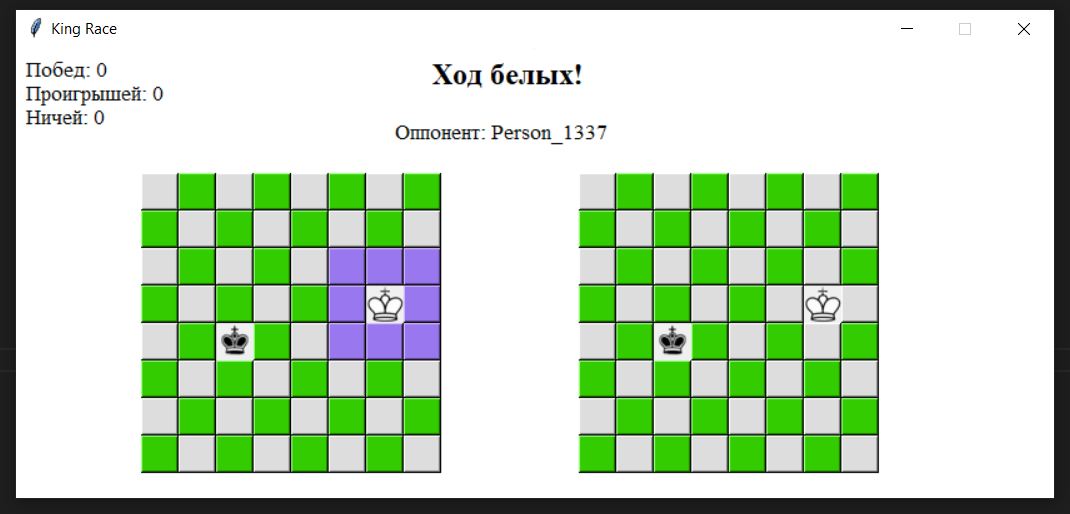 King Race
Побед: 0
Проигрышей: 0
Ничей: 0
Ход белых!
Оппонент: Person_1337